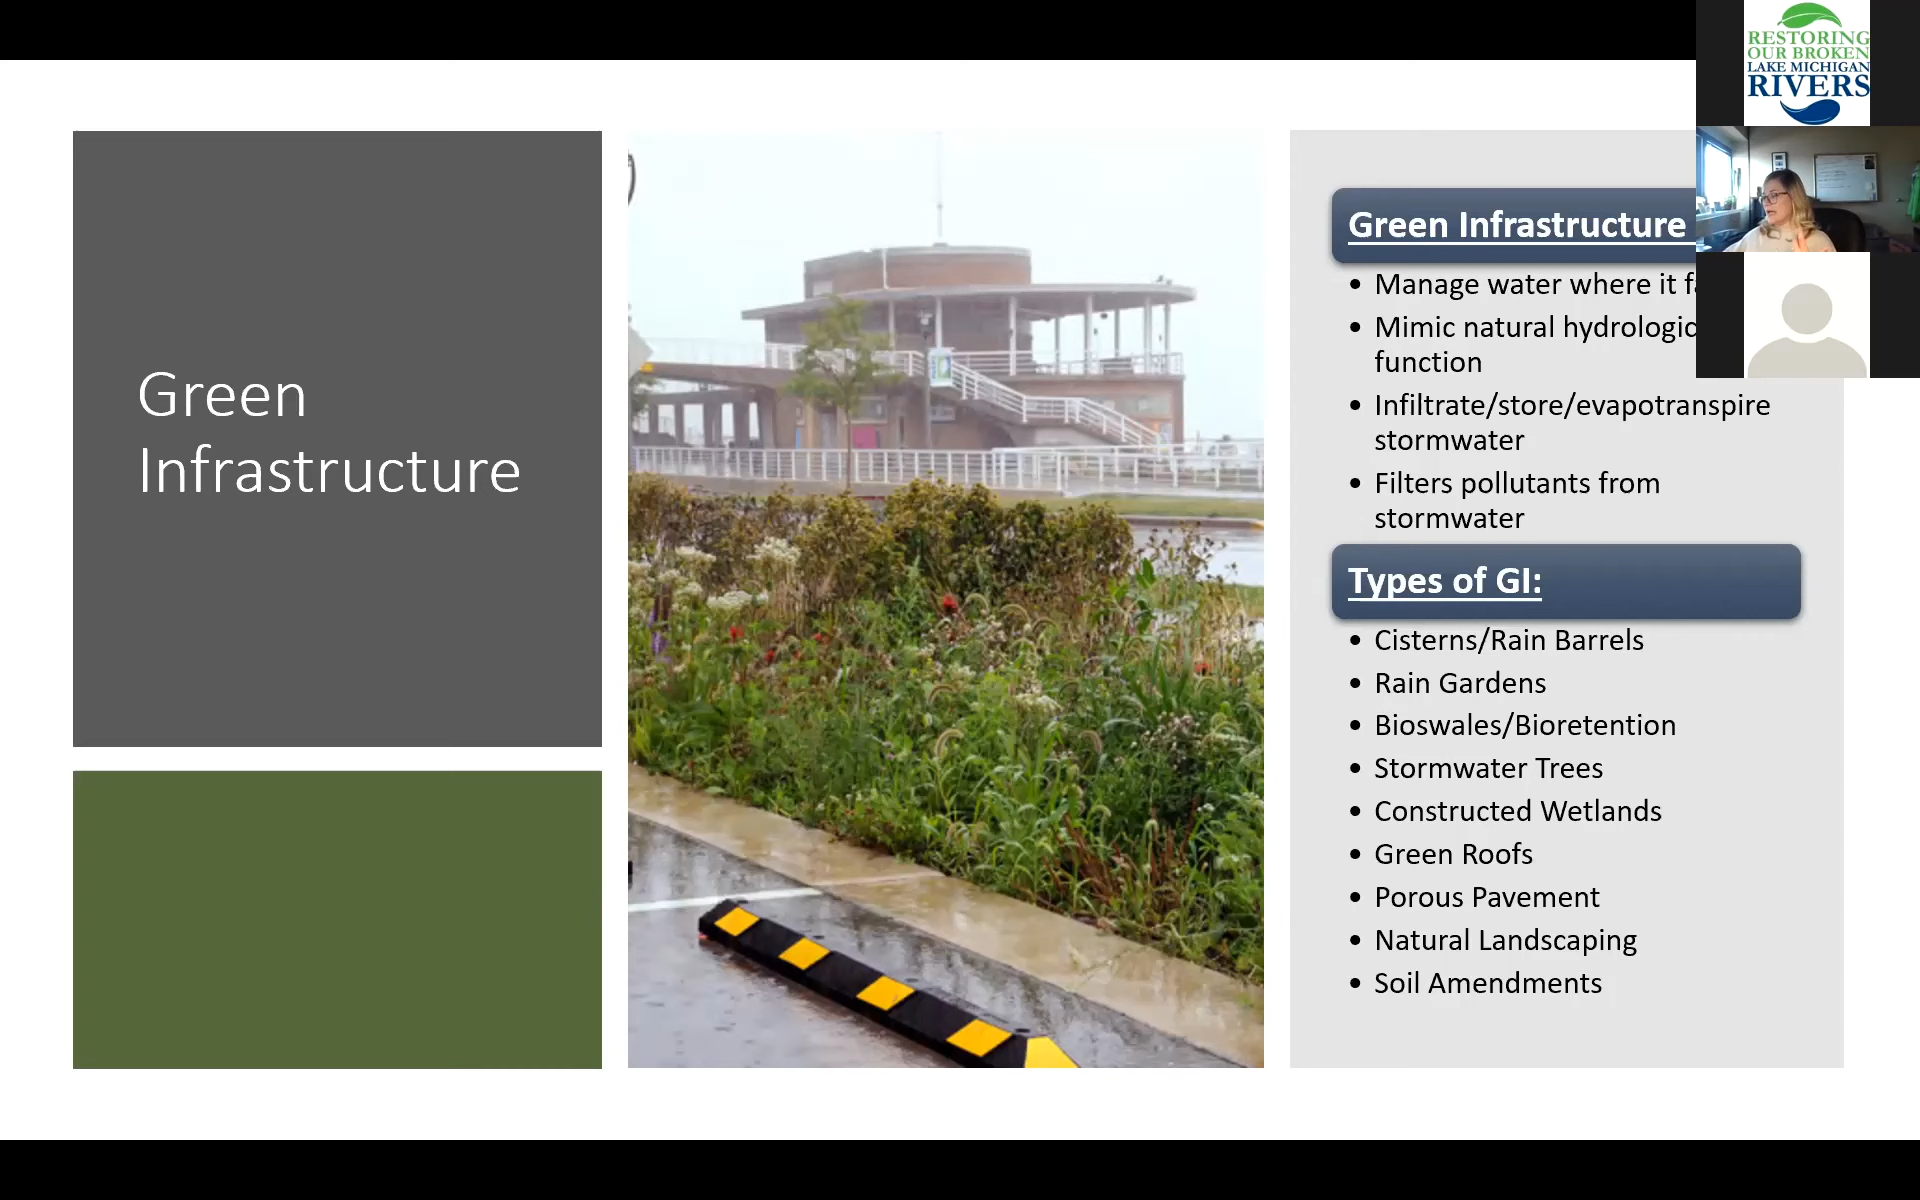 RESTORING
OUR BROKEN
LAKE MICHIGAN
RIVERS
Green
Infrastructure
Green Infrastructure
• Manage water where it
• Mimic natural hydrologic
function
• Infiltrate/store/evapotranspire
stormwater
• Filters pollutants from
stormwater
Types of GI:
• Cisterns/Rain Barrels
• Rain Gardens
• Bioswales/Bioretention
• Stormwater Trees
• Constructed Wetlands
• Green Roofs
• Porous Pavement
• Natural Landscaping
• Soil Amendments